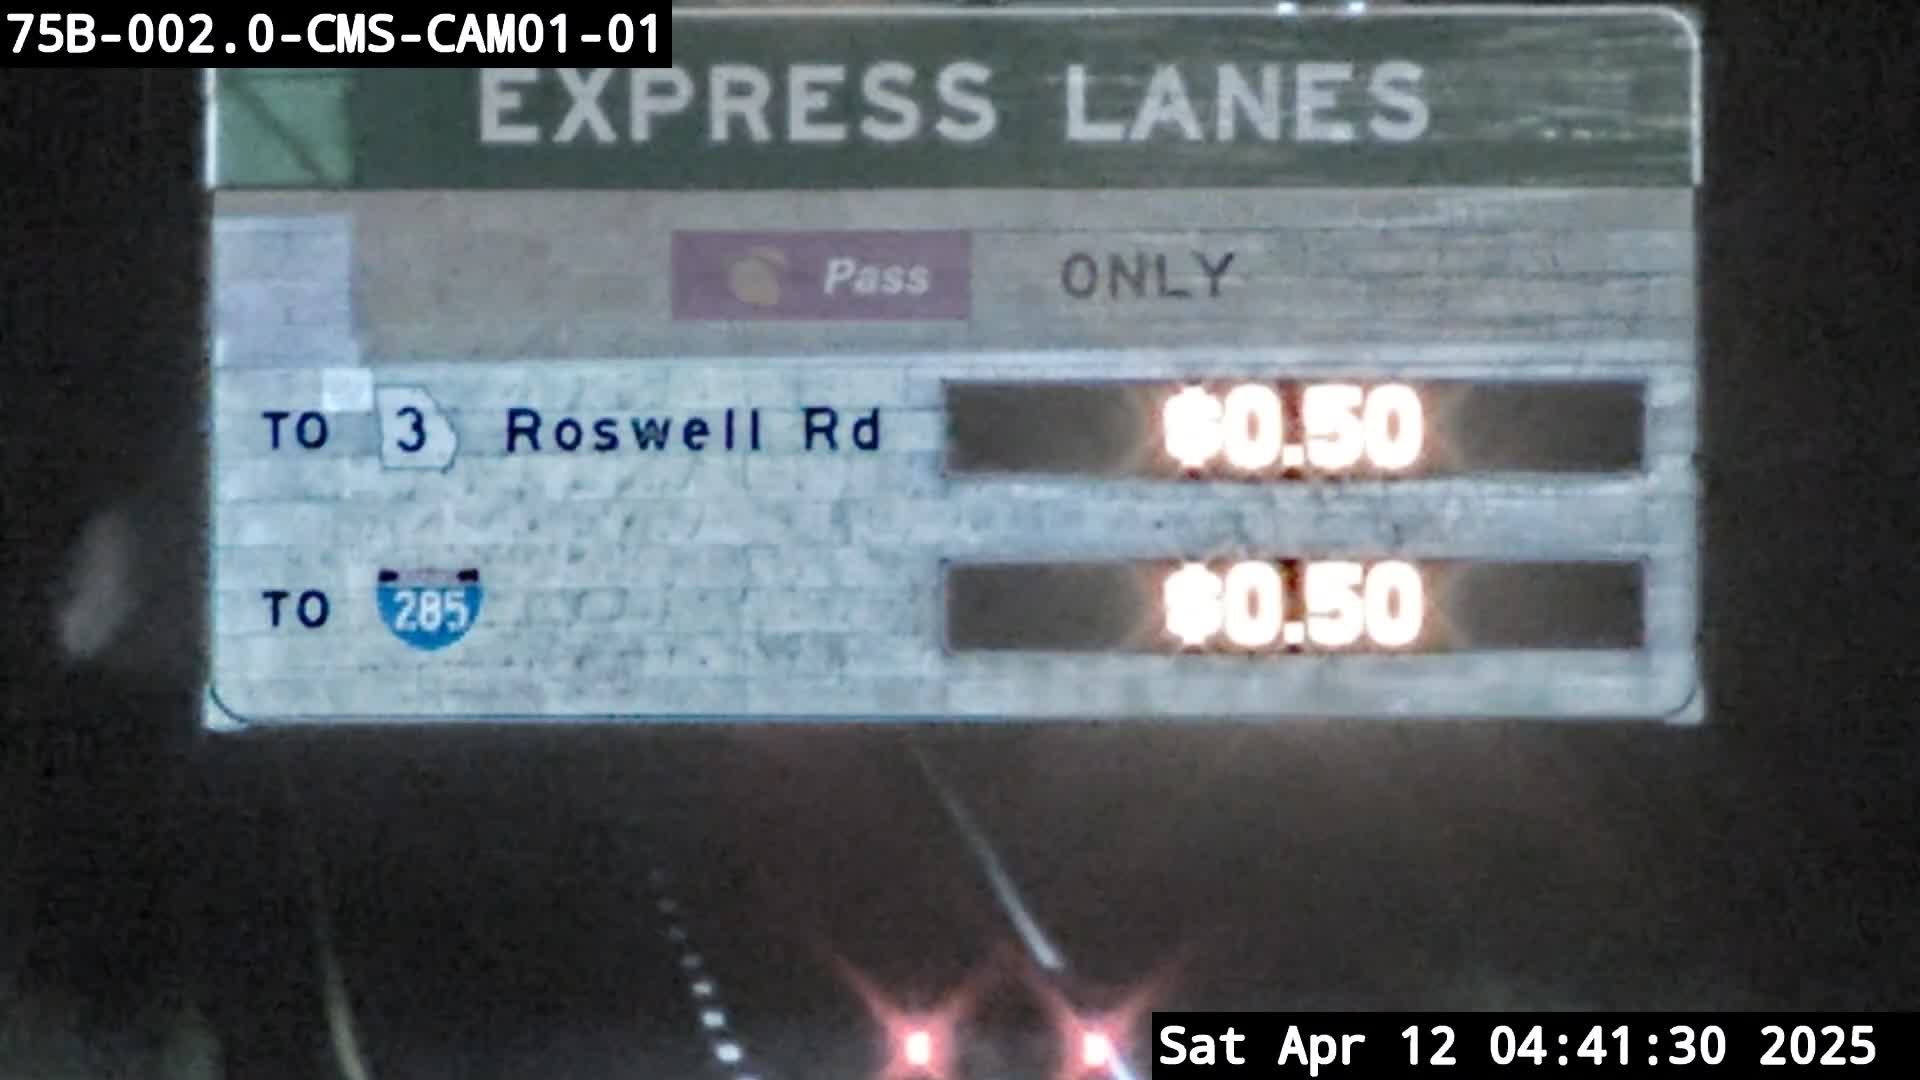 75B-002.0-CMS-CAM01-01
EXPRESS LANES
Pass ONLY
TO 3 Roswell Rd $0.50
TO 285 $0.50
Sat Apr 12 04:41:30 2025